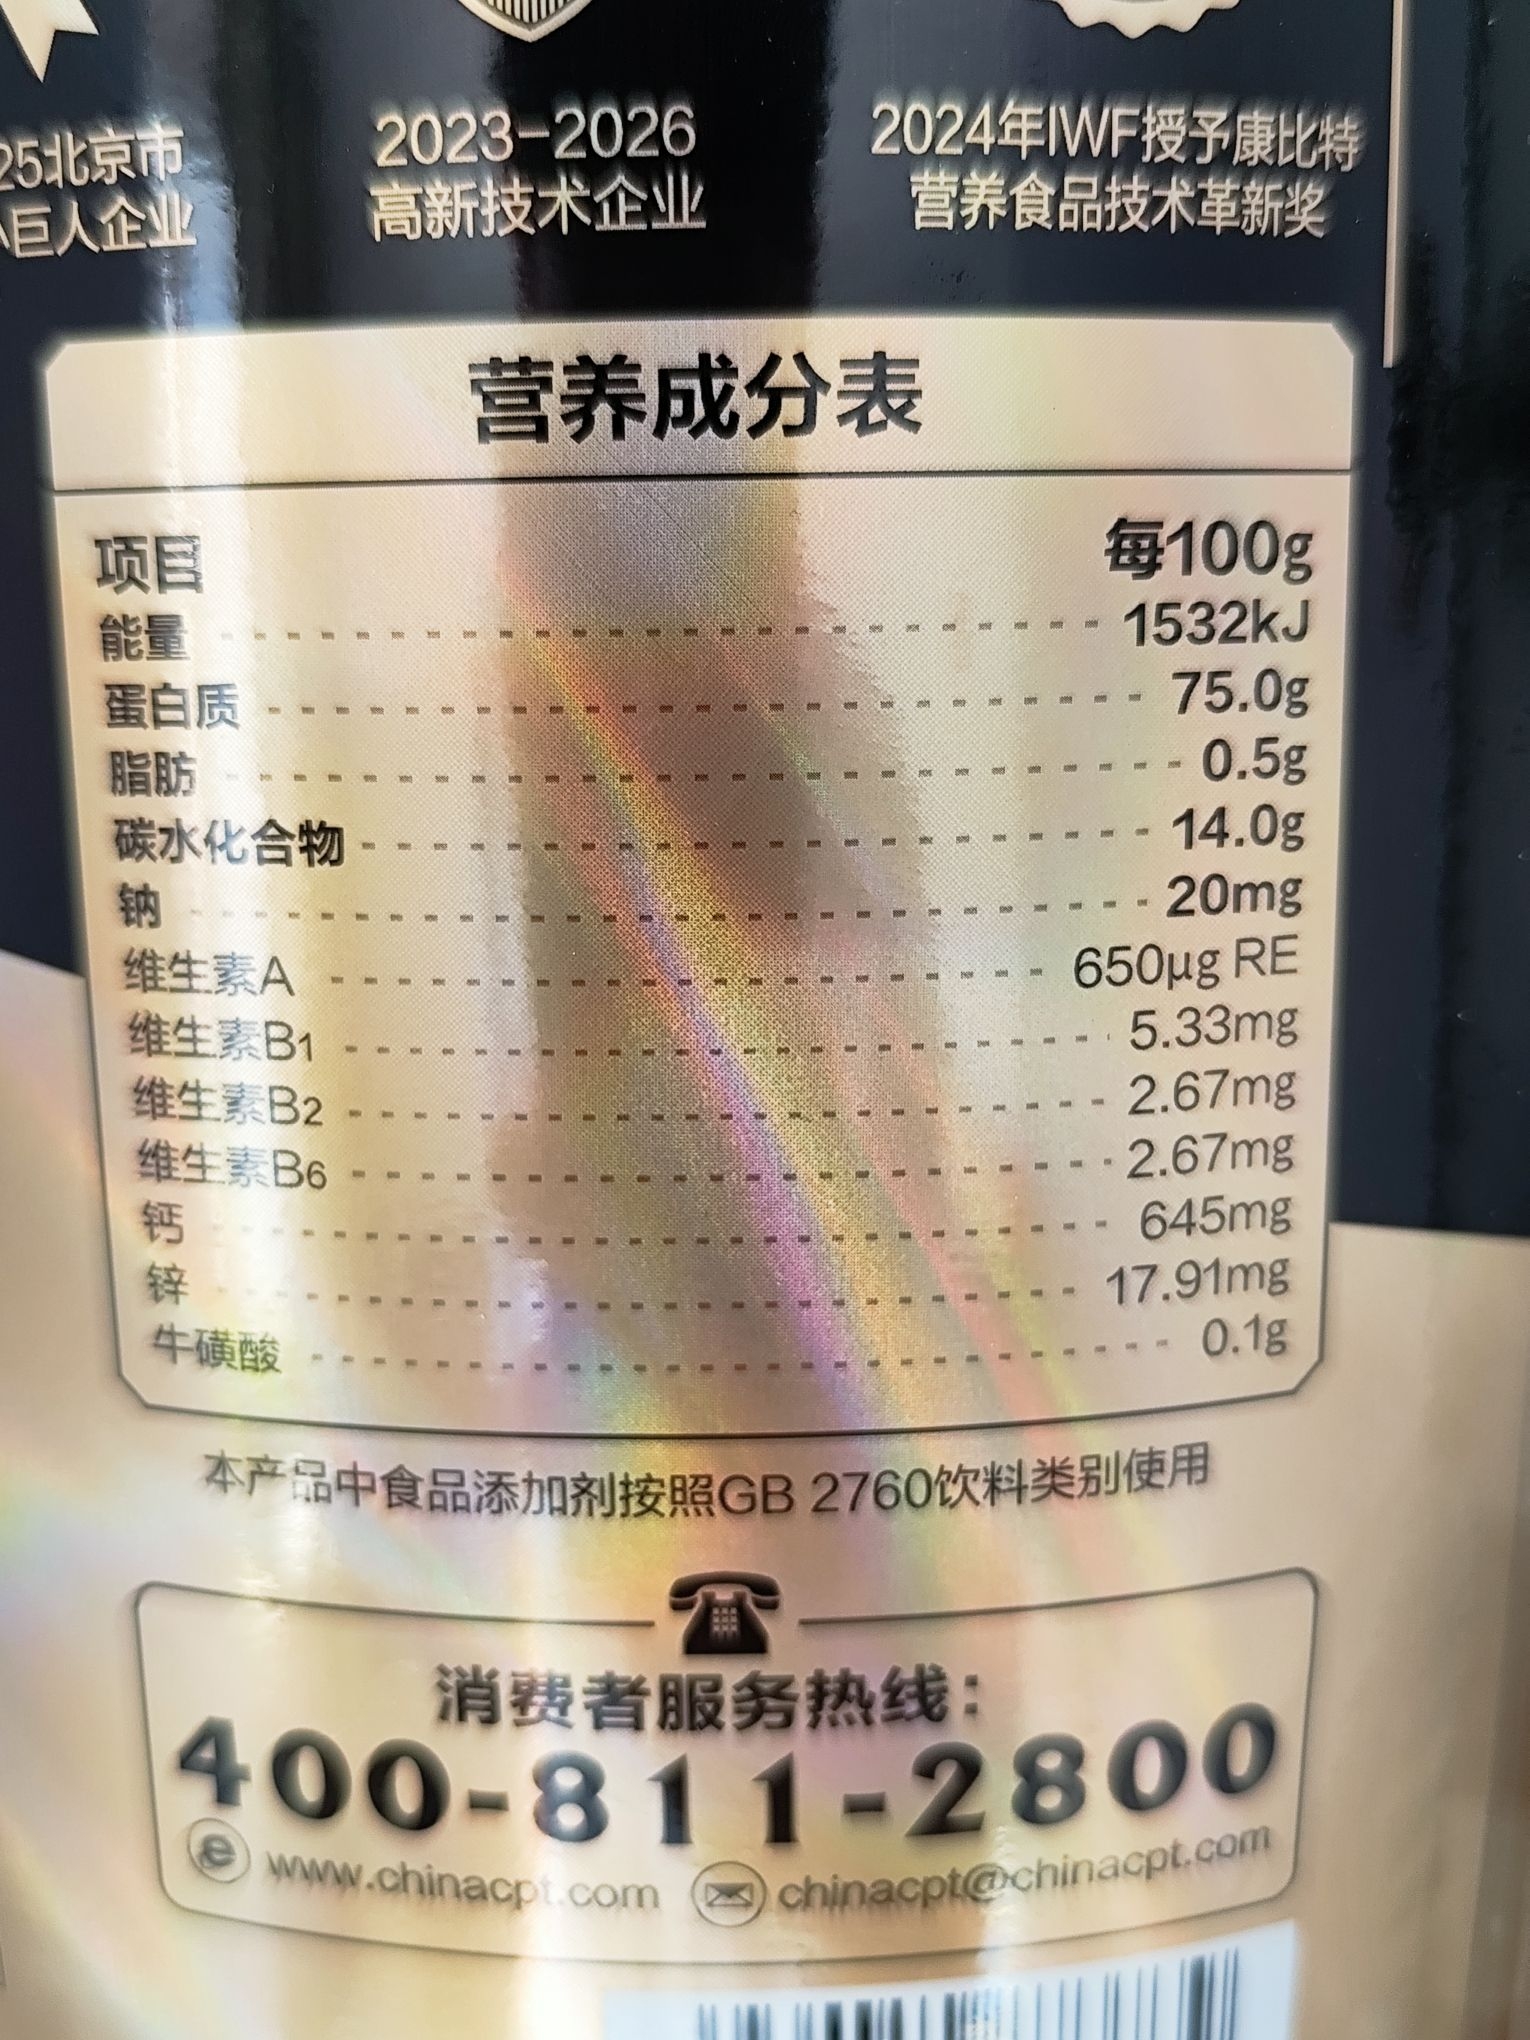 25北京市
巨人企业
2023-2026
高新技术企业
2024年IWF授予康比特
营养食品技术革新奖
营养成分表
项目 每100g
能量 1532kJ
蛋白质 75.0g
脂肪 0.5g
碳水化合物 14.0g
钠 20mg
维生素A 650μg RE
维生素B1 5.33mg
维生素B2 2.67mg
维生素B6 2.67mg
钙 645mg
锌 17.91mg
牛磺酸 0.1g
本产品中食品添加剂按照GB 2760饮料类别使用
消费者服务热线：
400-811-2800
www.chinacpt.com chinacpt@chinacpt.com